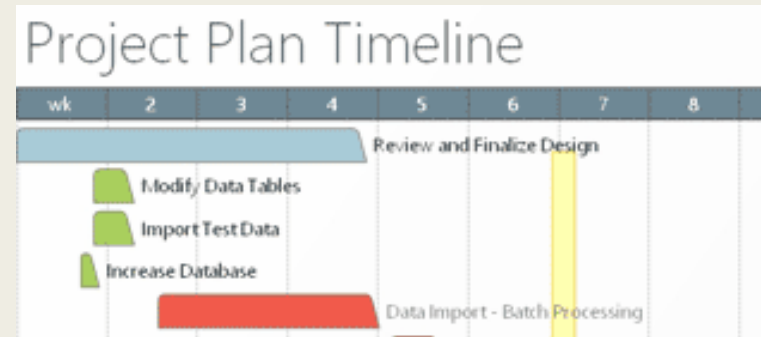 Project Plan Timeline
wk 2 3 4 5 6 7 8
Review and Finalize Design
Modify Data Tables
Import Test Data
Increase Database
Data Import - Batch Processing